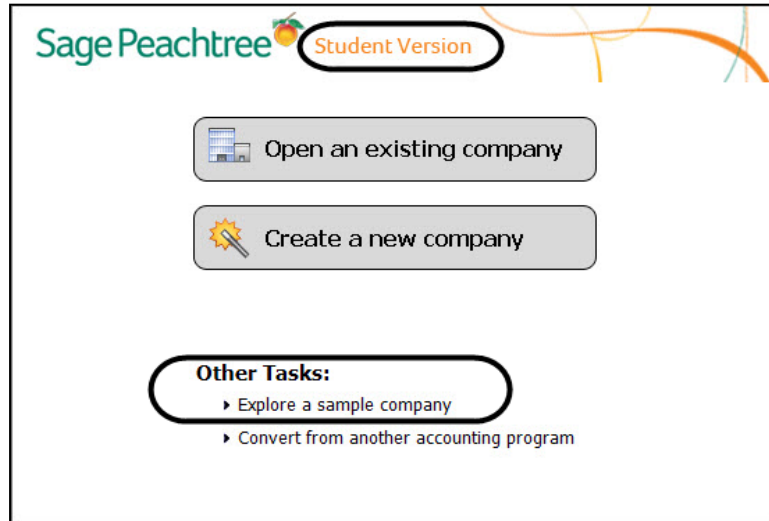 Sage Peachtree Student Version
Open an existing company
Create a new company
Other Tasks:
Explore a sample company
Convert from another accounting program